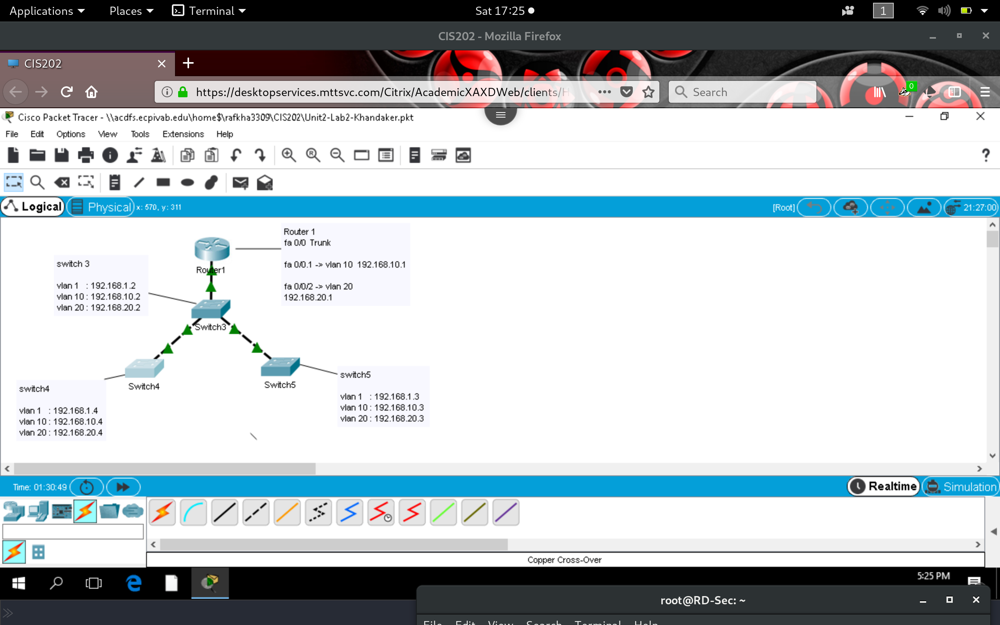 Applications Places Terminal Sat 17:25 1
CIS202 - Mozilla Firefox
CIS202
https://desktopservices.mttsvc.com/Citrix/AcademicXAXDWeb/clients/H Search 0
Cisco Packet Tracer - \\acdfs.ecpivab.edu\home$\rafkha3309\CIS202\Unit2-Lab2-Khandaker.pkt
File Edit Options View Tools Extensions Help
?
Logical Physical x: 570, y: 311 [Root] 21:27:00
Router 1
fa 0/0 Trunk
fa 0/0.1 -> vlan 10 192.168.10.1
fa 0/0/2 -> vlan 20
192.168.20.1
Router1
switch 3
vlan 1 : 192.168.1.2
vlan 10 : 192.168.10.2
vlan 20 : 192.168.20.2
Switch3
Switch4
Switch5
switch5
vlan 1 : 192.168.1.3
vlan 10 : 192.168.10.3
vlan 20 : 192.168.20.3
switch4
vlan 1 : 192.168.1.4
vlan 10 : 192.168.10.4
vlan 20 : 192.168.20.4
Time: 01:30:49 Realtime Simulation
Copper Cross-Over
5:25 PM
root@RD-Sec: ~
File Edit View Search Terminal Help